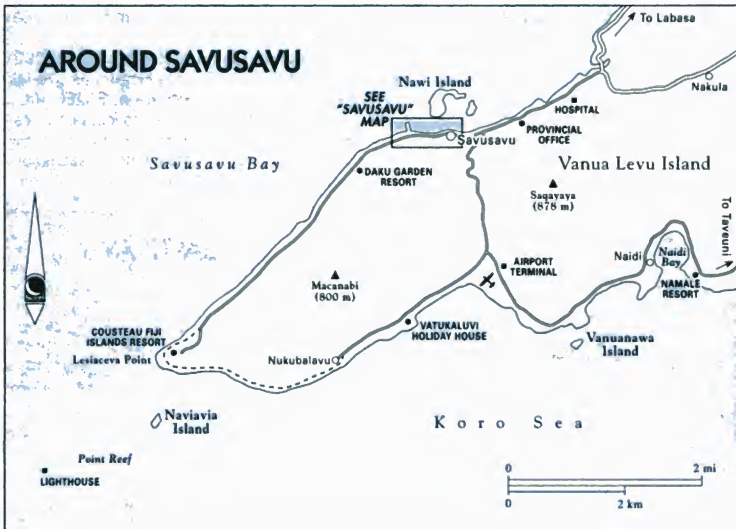 AROUND SAVUSAVU
To Labasa
Nawi Island
Nakula
SEE
"SAVUSAVU"
MAP
HOSPITAL
PROVINCIAL
OFFICE
Savusavu
Savusavu Bay
Vanua Levu Island
DAKU GARDEN
RESORT
Saqayaya
(878 m)
To Taveuni
Naidi
Naidi
Bay
AIRPORT
TERMINAL
NAMALE
RESORT
Macanabi
(800 m)
VATUKALUVI
HOLIDAY HOUSE
Vanuanawa
Island
COUSTEAU FIJI
ISLANDS RESORT
Lesiaceva Point
Nukubalavu
Naviavia
Island
Koro Sea
Point Reef
LIGHTHOUSE
0
2 mi
0
2 km